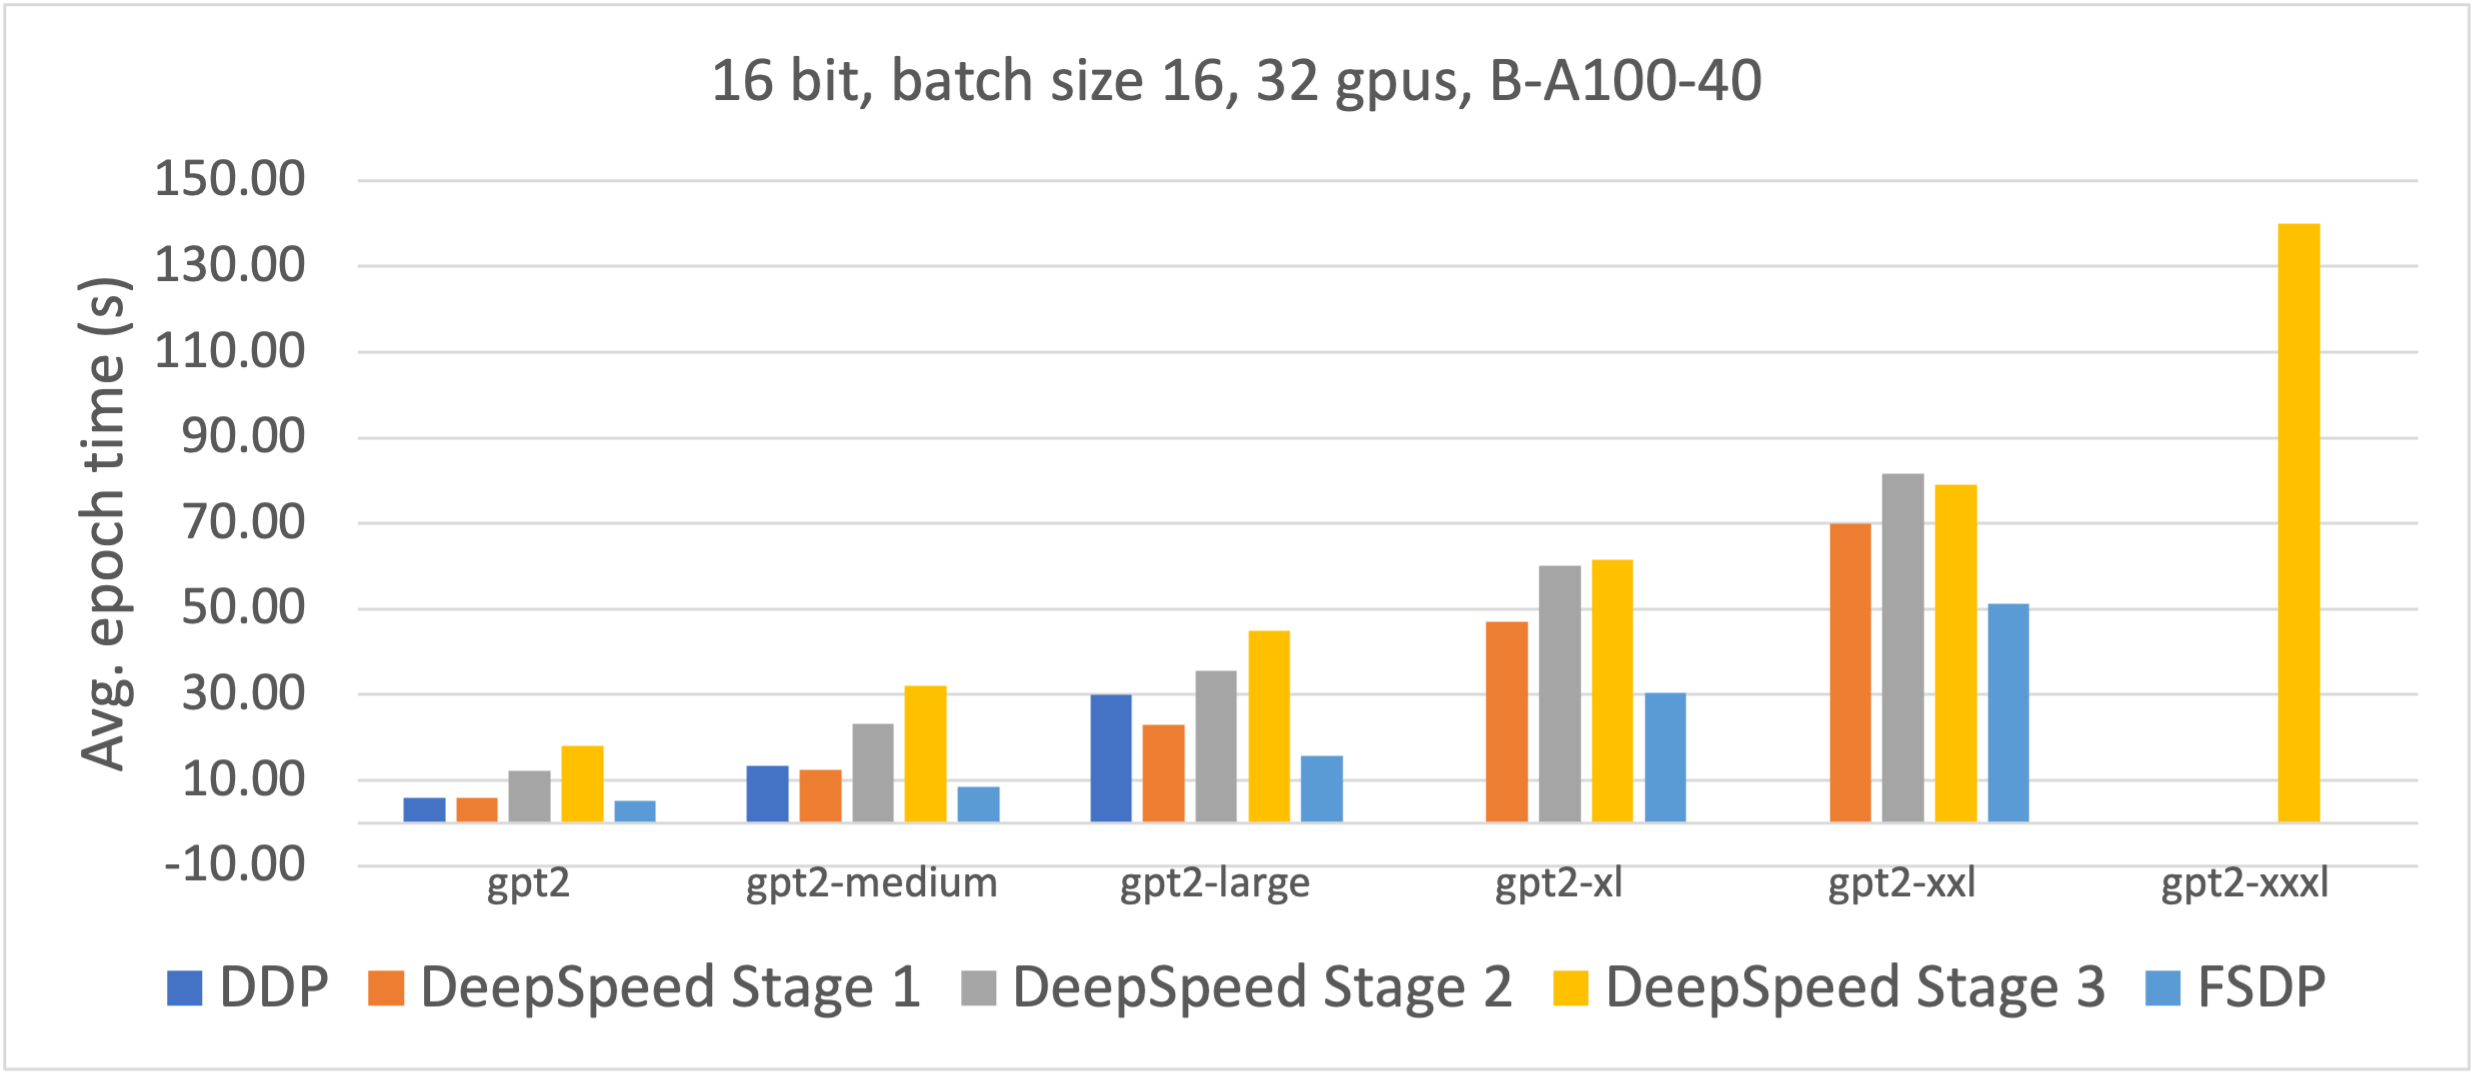 16 bit, batch size 16, 32 gpus, B-A100-40
Avg. epoch time (s)
150.00
130.00
110.00
90.00
70.00
50.00
30.00
10.00
-10.00
gpt2 gpt2-medium gpt2-large gpt2-xl gpt2-xxl gpt2-xxxl
DDP DeepSpeed Stage 1 DeepSpeed Stage 2 DeepSpeed Stage 3 FSDP